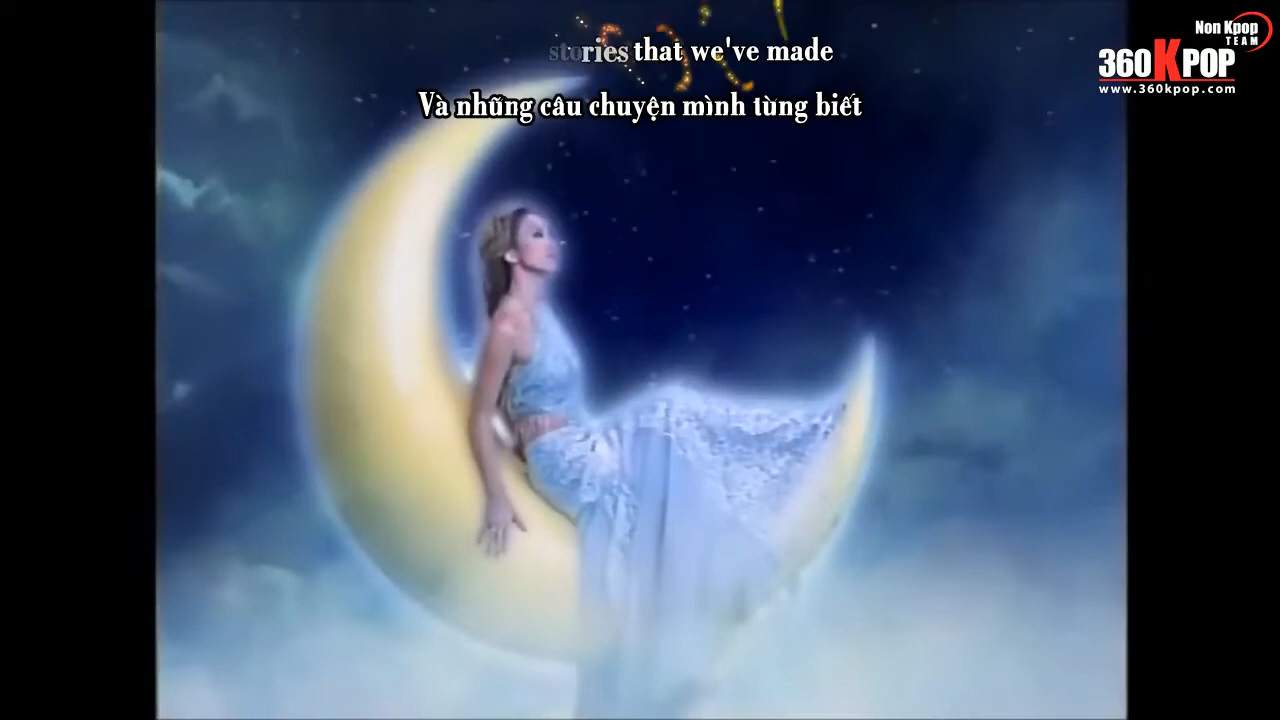 stories that we've made
Và những câu chuyện mình từng biết
Non Kpop
TEAM
360KPOP
www.360kpop.com